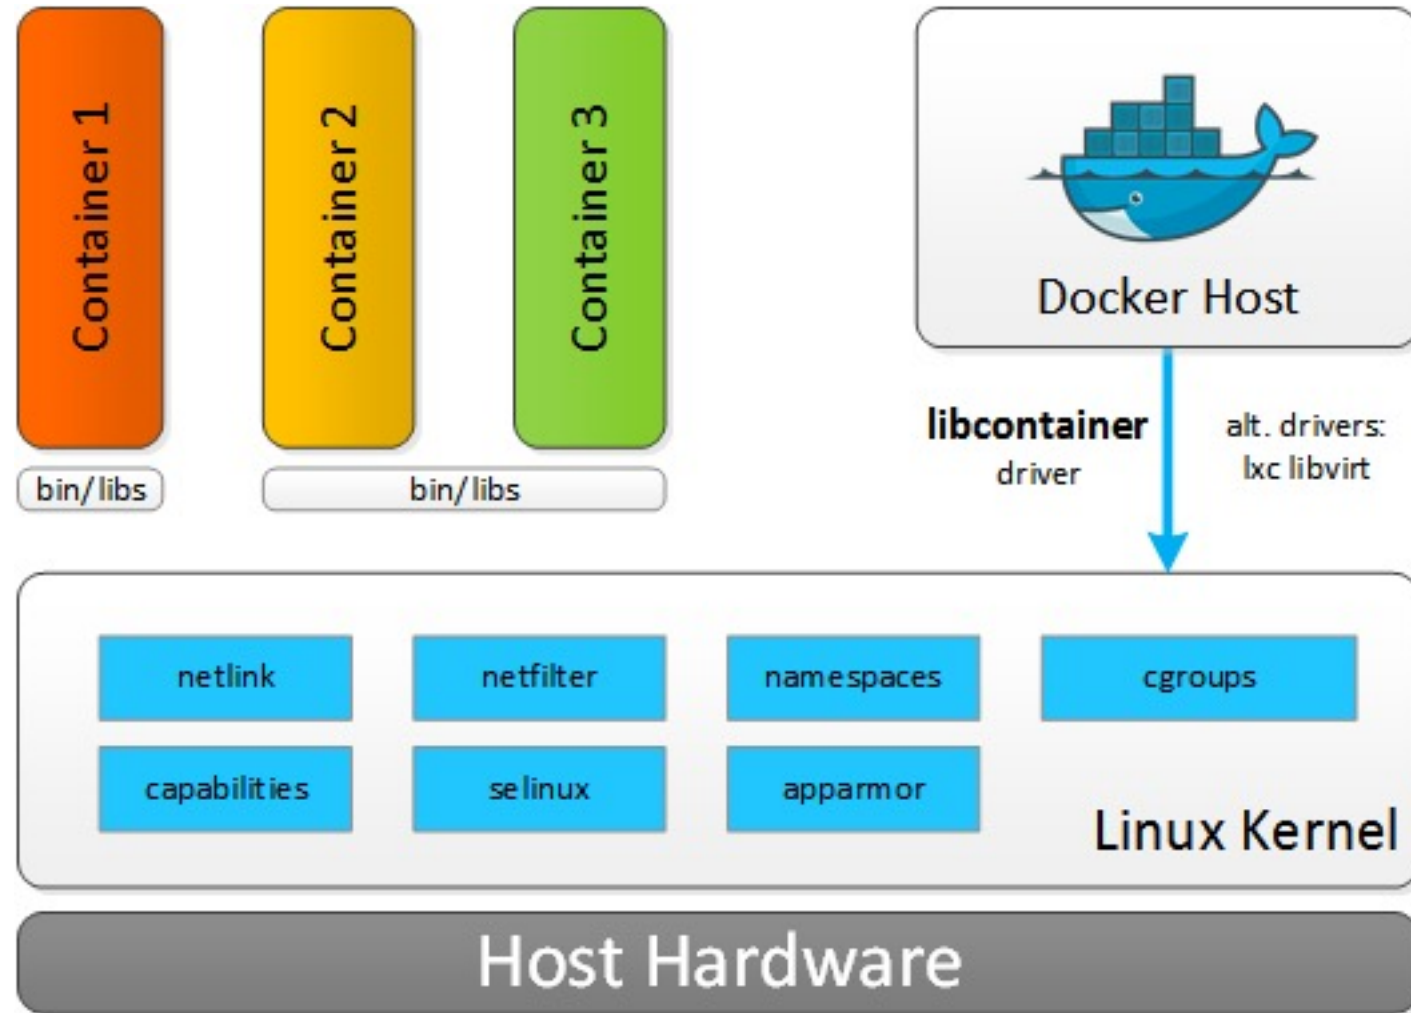 Container 1
Container 2
Container 3
Docker Host
bin/libs
bin/libs
libcontainer
driver
alt. drivers:
lxc libvirt
netlink
netfilter
namespaces
cgroups
capabilities
selinux
apparmor
Linux Kernel
Host Hardware